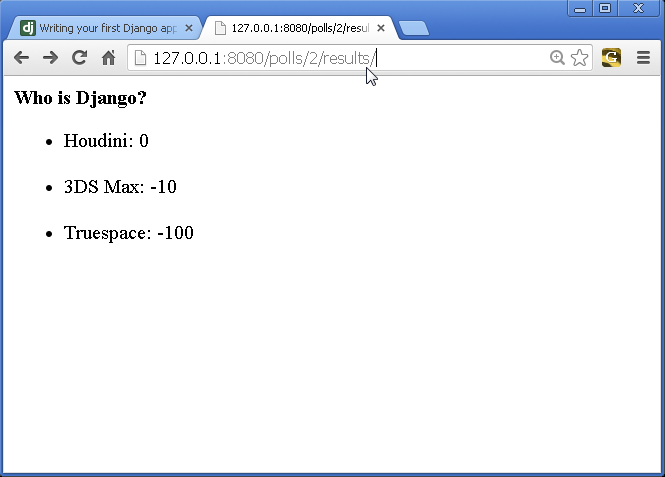 dj Writing your first Django app
127.0.0.1:8080/polls/2/resul
127.0.0.1:8080/polls/2/results/
G
Who is Django?
Houdini: 0
3DS Max: -10
Truespace: -100